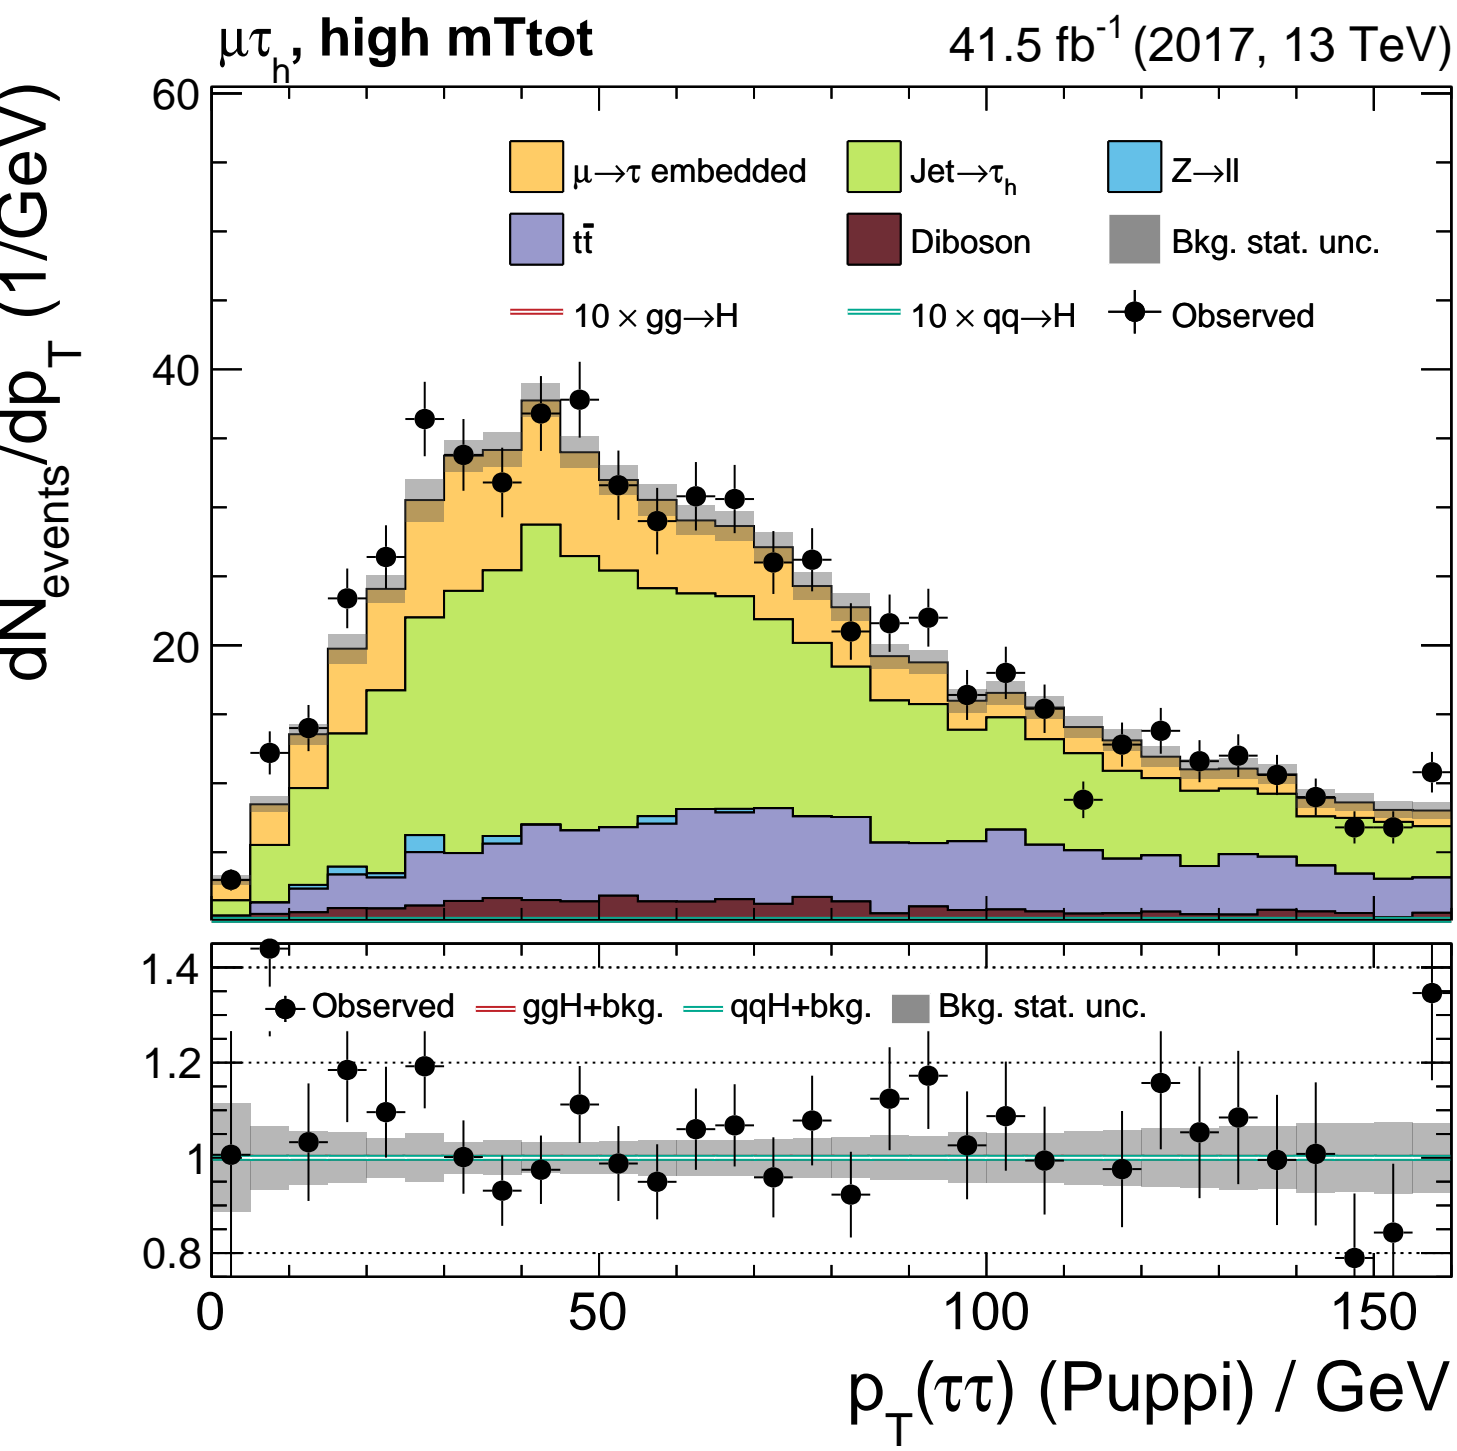 μτh, high mTtot
41.5 fb-1 (2017, 13 TeV)
dNevents/dpT (1/GeV)
60
40
20
μ→τ embedded
Jet→τh
Z→ll
tt̄
Diboson
Bkg. stat. unc.
10 × gg→H
10 × qq→H
Observed
1.4
1.2
1
0.8
Observed
ggH+bkg.
qqH+bkg.
Bkg. stat. unc.
0
50
100
150
pT(ττ) (Puppi) / GeV